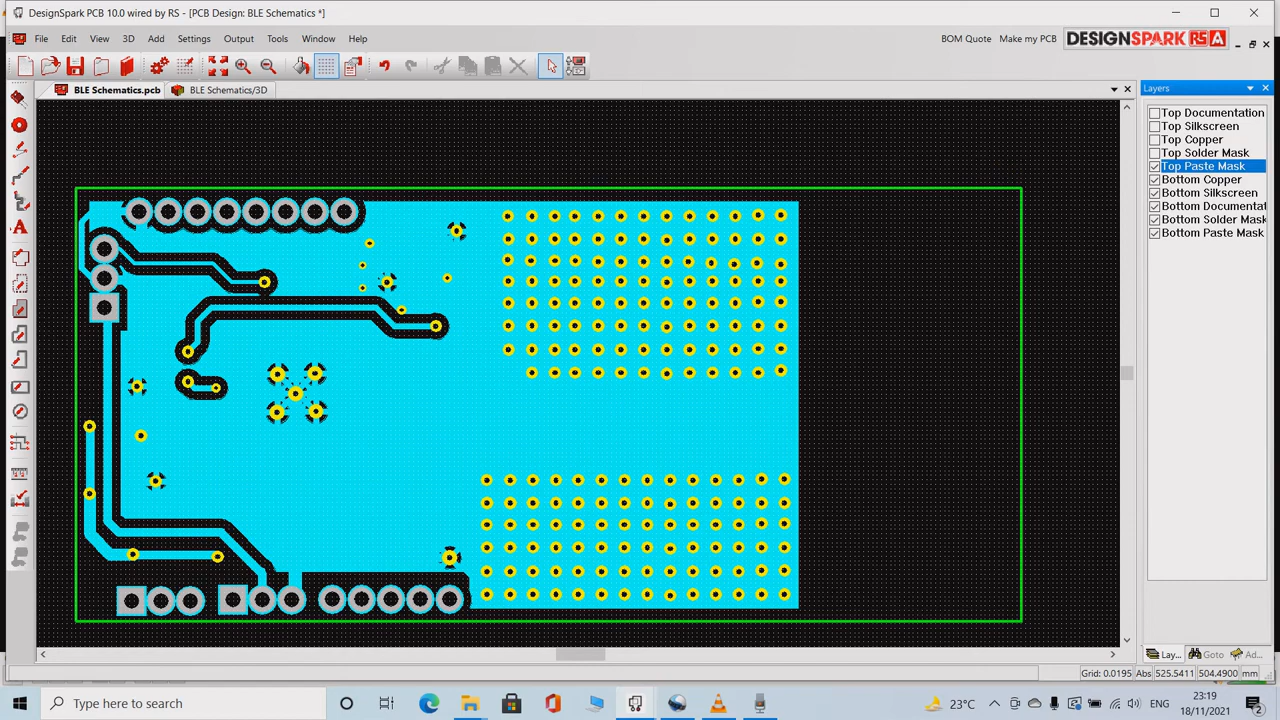 DesignSpark PCB 10.0 wired by RS - [PCB Design: BLE Schematics *]
File Edit View 3D Add Settings Output Tools Window Help
BOM Quote Make my PCB DESIGNSPARK RS
BLE Schematics.pcb BLE Schematics/3D
Layers
Top Documentation
Top Silkscreen
Top Copper
Top Solder Mask
Top Paste Mask
Bottom Copper
Bottom Silkscreen
Bottom Documentat
Bottom Solder Mask
Bottom Paste Mask
Lay... Goto Ad...
Grid: 0.0195 Abs 525.5411 504.4900 mm
Type here to search
23°C
23:19
18/11/2021
2